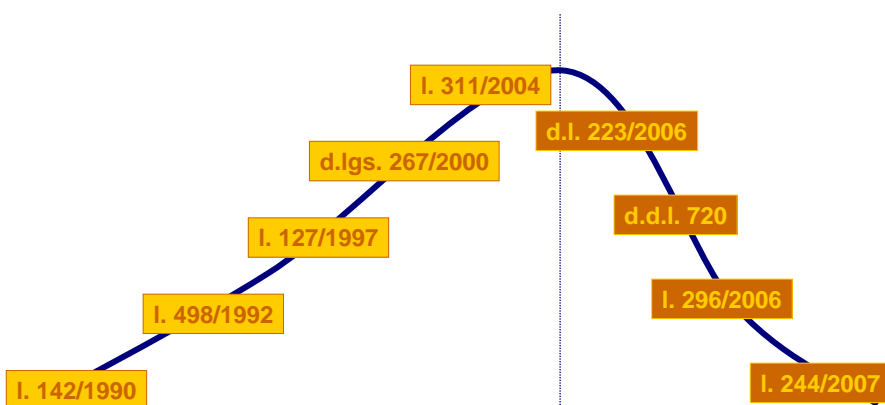 l. 311/2004
d.l. 223/2006
d.lgs. 267/2000
d.d.l. 720
l. 127/1997
l. 296/2006
l. 498/1992
l. 244/2007
l. 142/1990